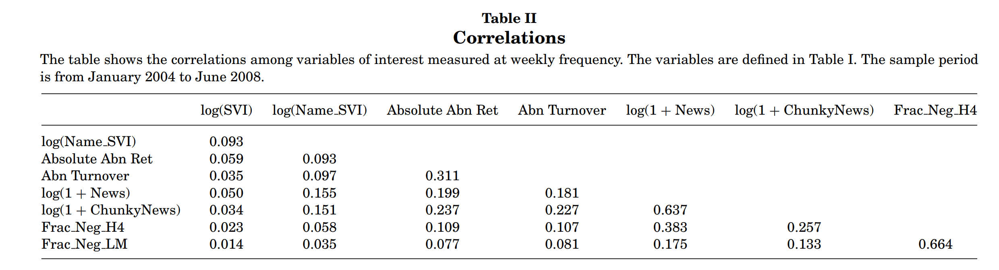 Table II
Correlations
The table shows the correlations among variables of interest measured at weekly frequency. The variables are defined in Table I. The sample period
is from January 2004 to June 2008.
log(SVI) log(Name_SVI) Absolute Abn Ret Abn Turnover log(1 + News) log(1 + ChunkyNews) Frac_Neg_H4
log(Name_SVI) 0.093
Absolute Abn Ret 0.059 0.093
Abn Turnover 0.035 0.097 0.311
log(1 + News) 0.050 0.155 0.199 0.181
log(1 + ChunkyNews) 0.034 0.151 0.237 0.227 0.637
Frac_Neg_H4 0.023 0.058 0.109 0.107 0.383 0.257
Frac_Neg_LM 0.014 0.035 0.077 0.081 0.175 0.133 0.664